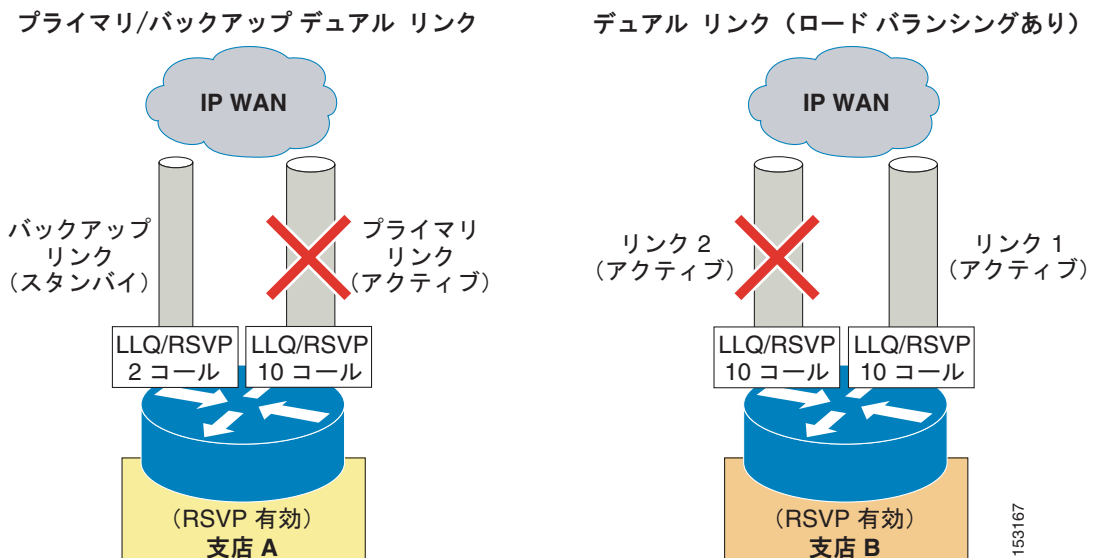 プライマリ/バックアップ デュアル リンク
IP WAN
バックアップ
リンク
(スタンバイ)
プライマリ
リンク
(アクティブ)
LLQ/RSVP
2 コール
LLQ/RSVP
10 コール
(RSVP 有効)
支店 A
デュアル リンク(ロード バランシングあり)
IP WAN
リンク 2
(アクティブ)
リンク 1
(アクティブ)
LLQ/RSVP
10 コール
LLQ/RSVP
10 コール
(RSVP 有効)
支店 B
153167